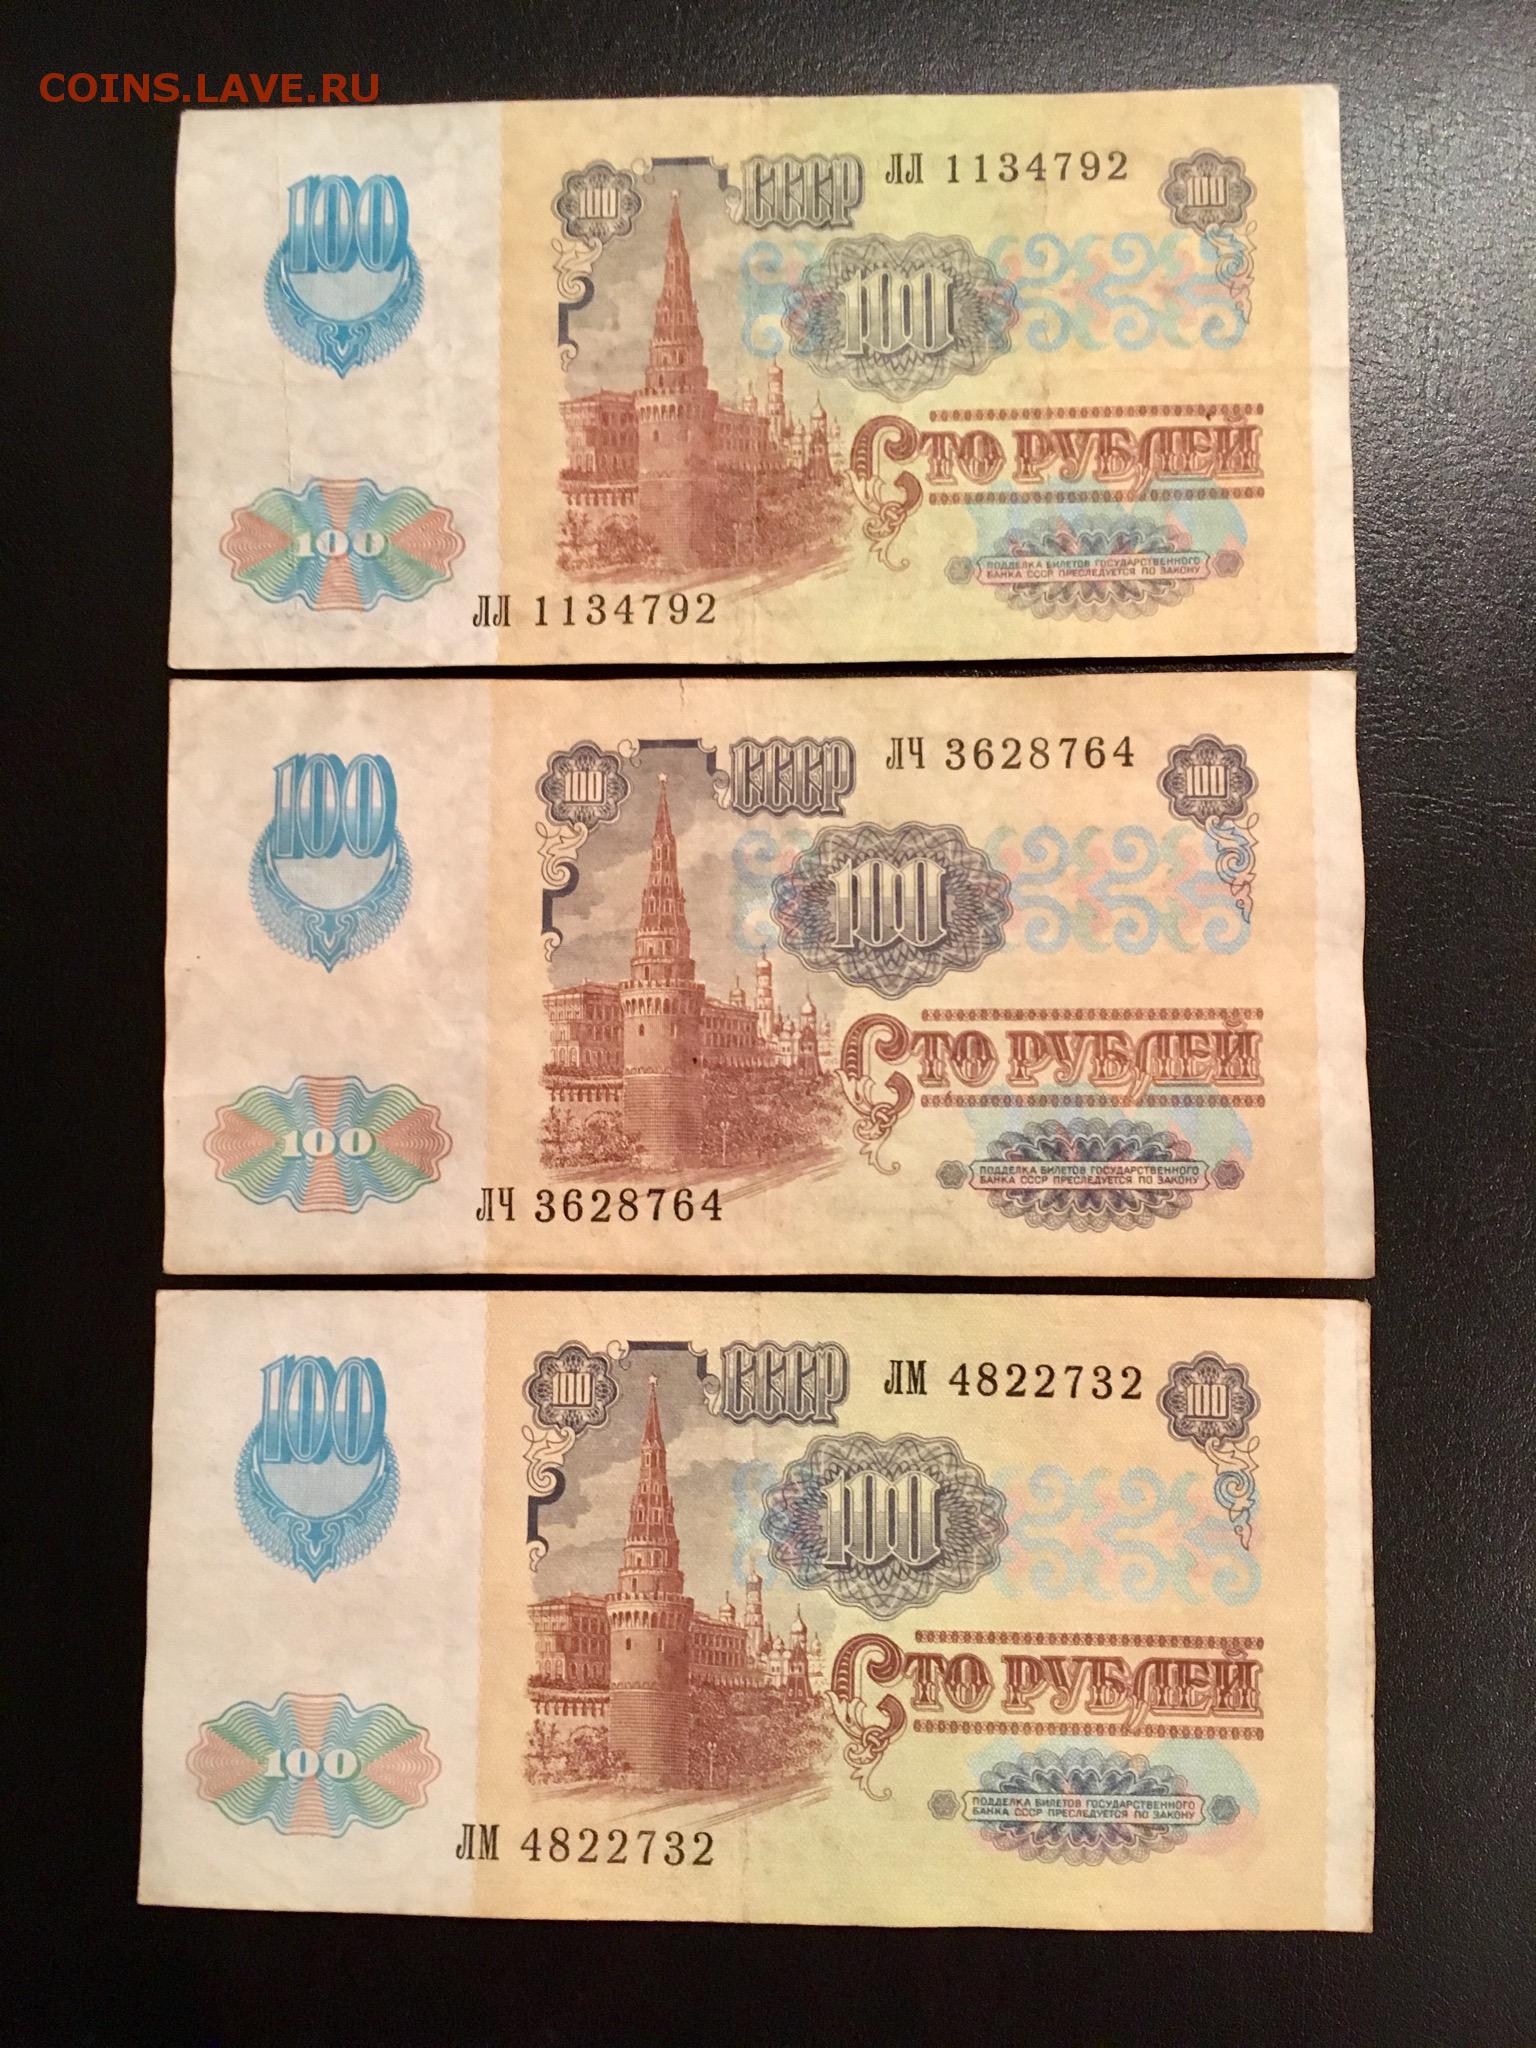 COINS.LAVE.RU
100
100
СССР
ЛЛ 1134792
100
100
Сто рублей
100
ПОДДЕЛКА БИЛЕТОВ ГОСУДАРСТВЕННОГО
БАНКА СССР ПРЕСЛЕДУЕТСЯ ПО ЗАКОНУ
ЛЛ 1134792
100
100
СССР
ЛЧ 3628764
100
100
Сто рублей
100
ПОДДЕЛКА БИЛЕТОВ ГОСУДАРСТВЕННОГО
БАНКА СССР ПРЕСЛЕДУЕТСЯ ПО ЗАКОНУ
ЛЧ 3628764
100
100
СССР
ЛМ 4822732
100
100
Сто рублей
100
ПОДДЕЛКА БИЛЕТОВ ГОСУДАРСТВЕННОГО
БАНКА СССР ПРЕСЛЕДУЕТСЯ ПО ЗАКОНУ
ЛМ 4822732